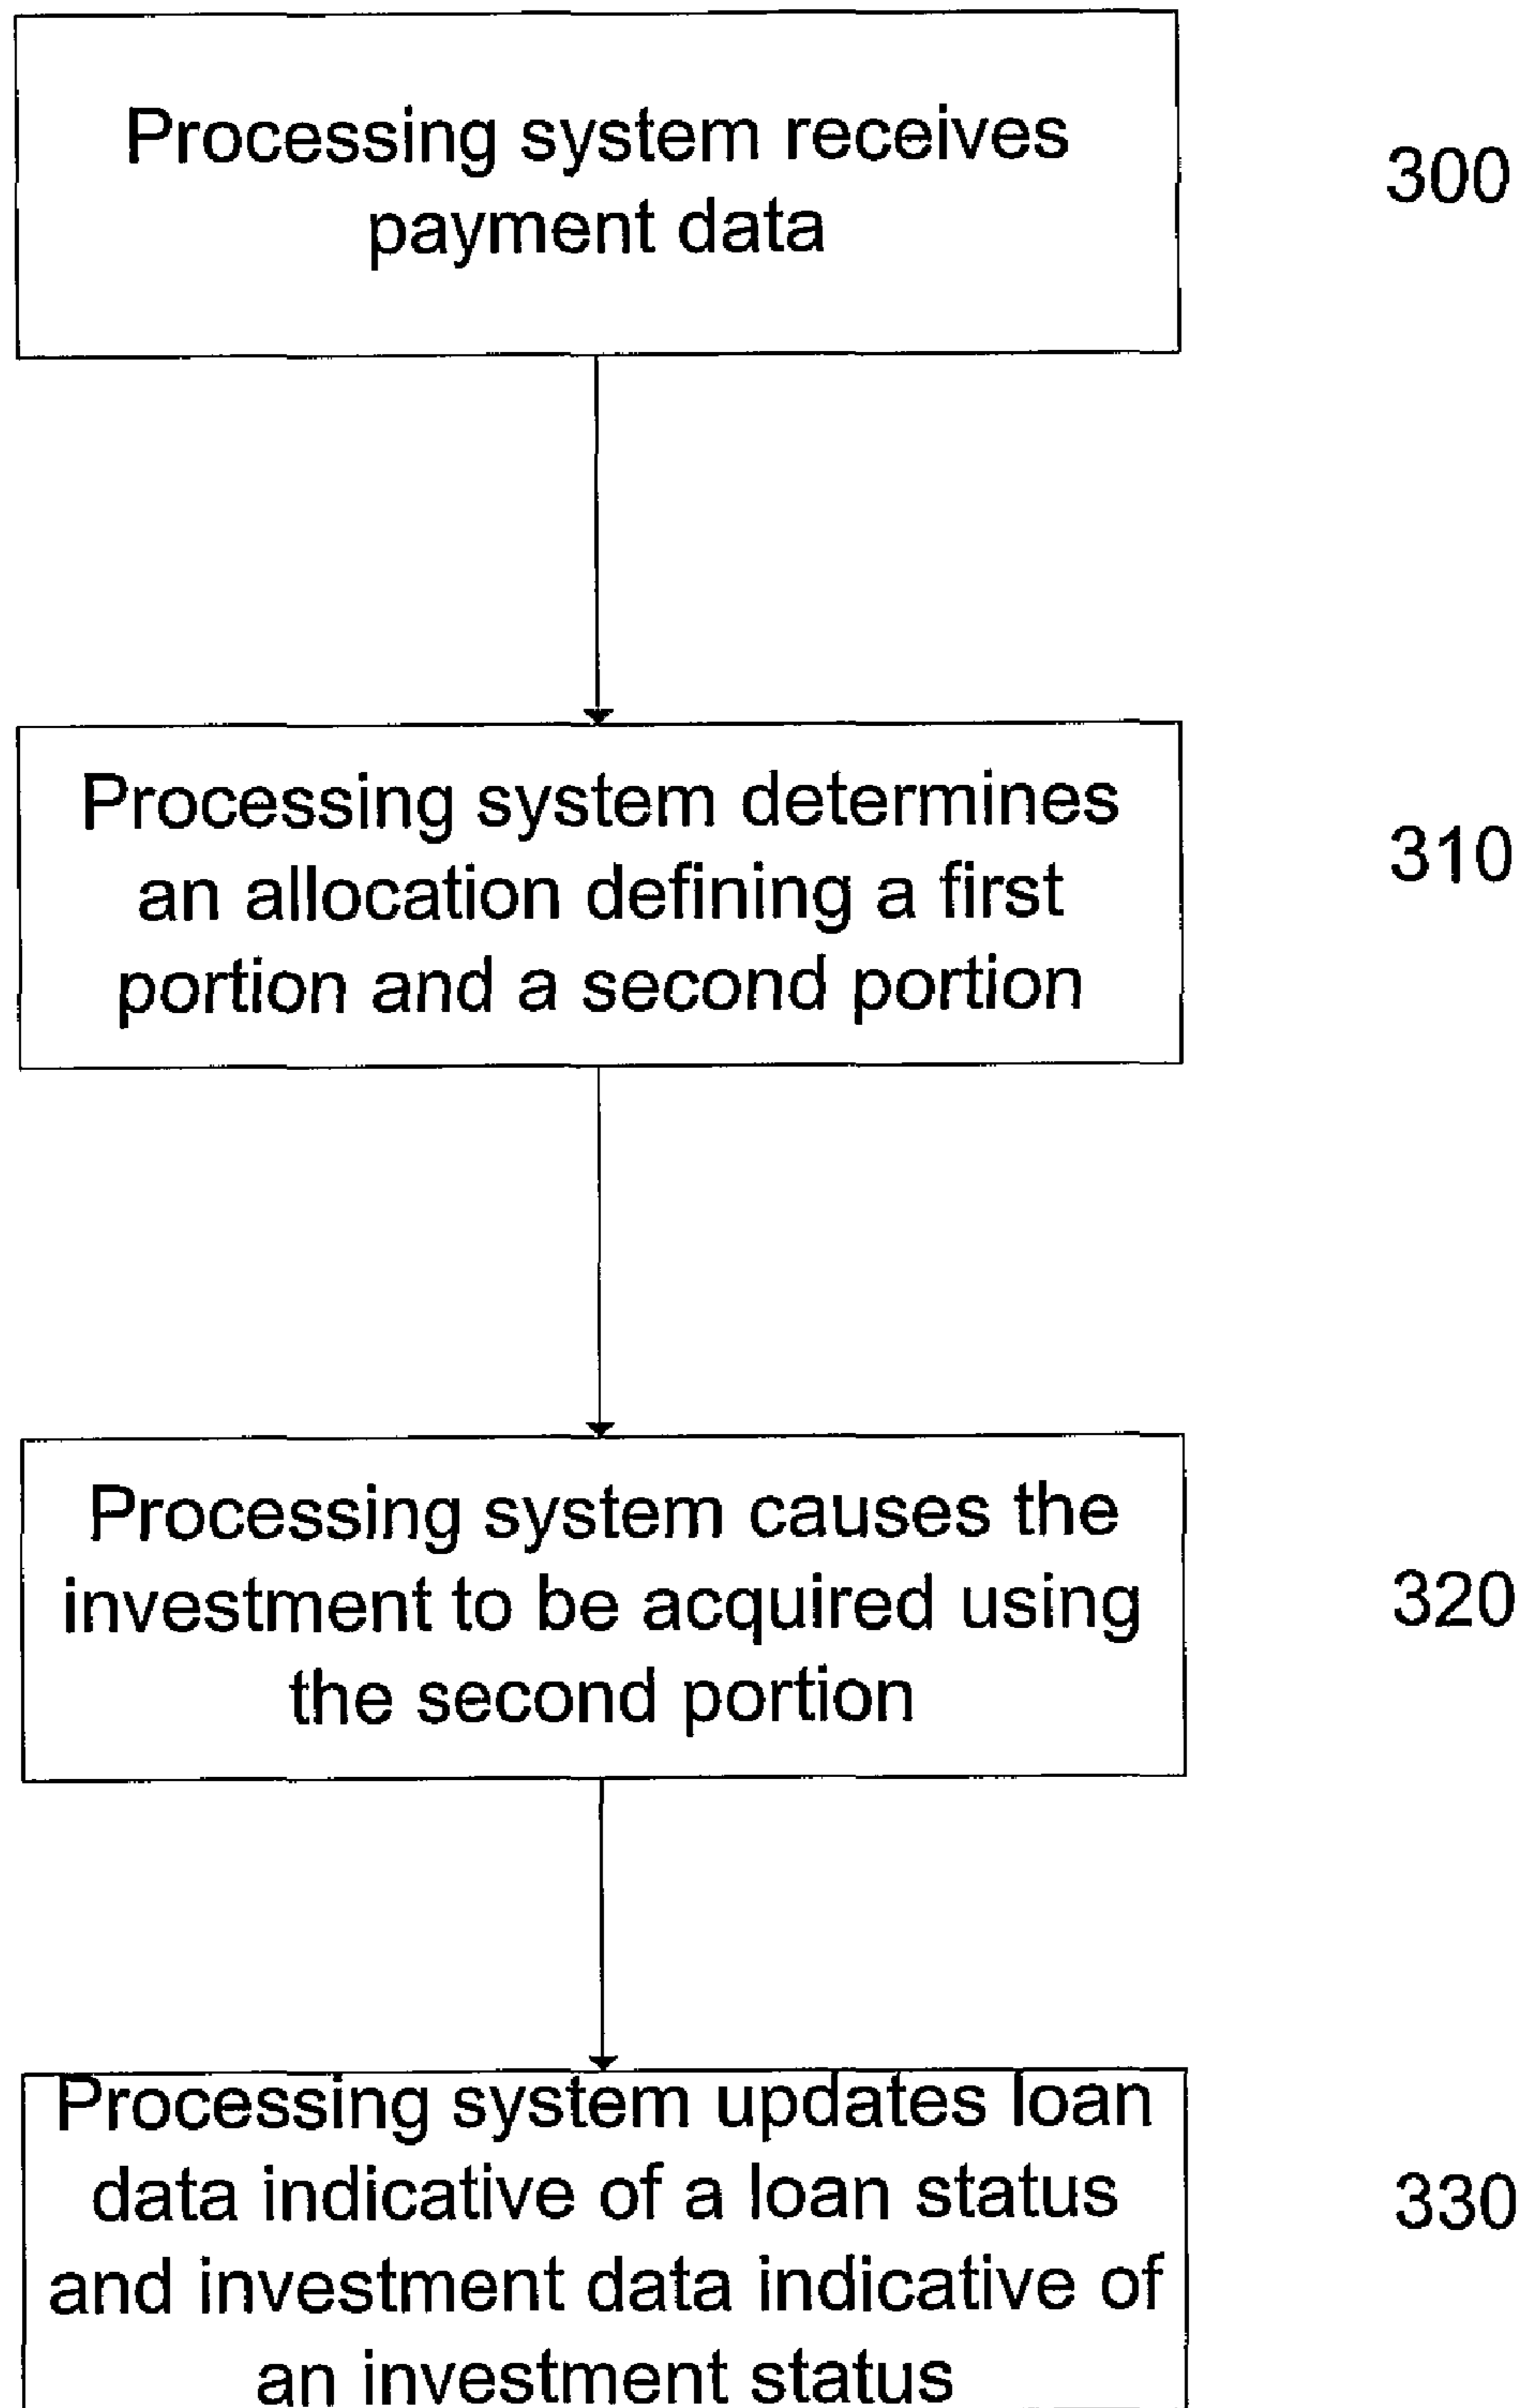 Processing system receives
payment data
300
Processing system determines
an allocation defining a first
portion and a second portion
310
Processing system causes the
investment to be acquired using
the second portion
320
Processing system updates loan
data indicative of a loan status
and investment data indicative of
an investment status
330